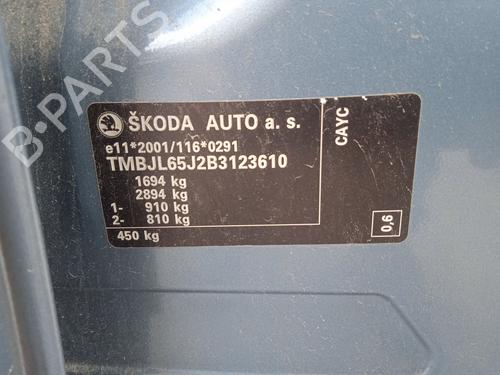 B-PARTS
ŠKODA AUTO a. s.
e11*2001/116*0291
TMBJL65J2B3123610
1694 kg
2894 kg
1- 910 kg
2- 810 kg
450 kg
CAYC
0,6